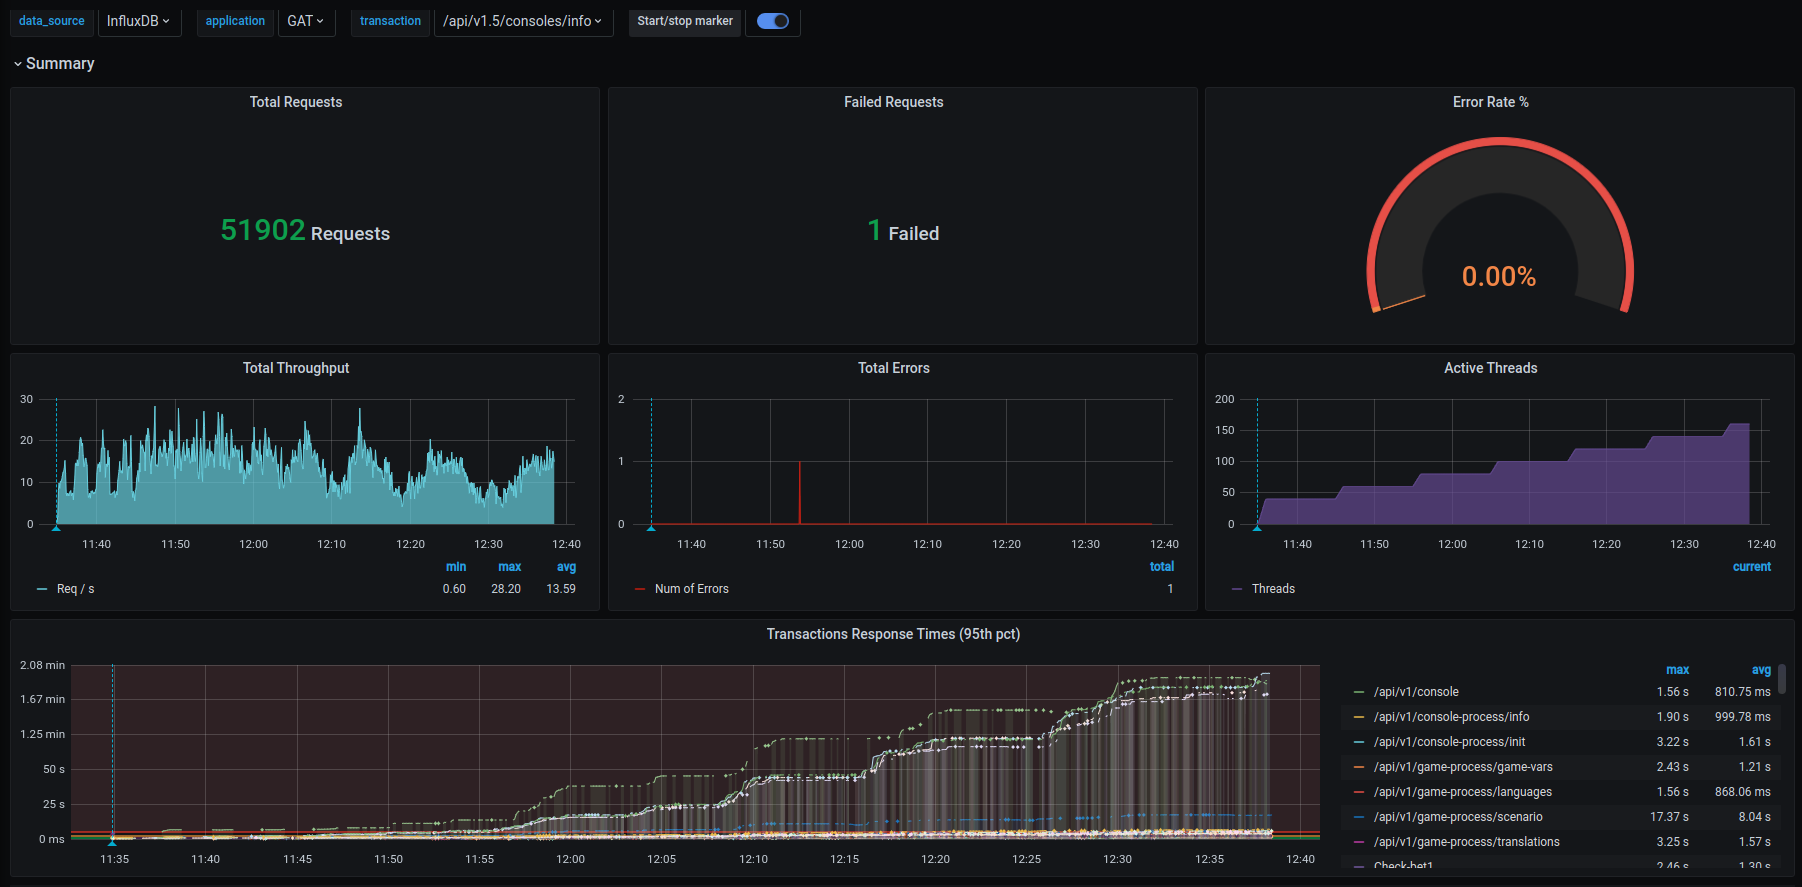 data_source InfluxDB application GAT transaction /api/v1.5/consoles/info Start/stop marker
Summary
Total Requests
51902 Requests
Failed Requests
1 Failed
Error Rate %
0.00%
Total Throughput
30
20
10
0
11:40 11:50 12:00 12:10 12:20 12:30 12:40
min max avg
Req / s 0.60 28.20 13.59
Total Errors
2
1
0
11:40 11:50 12:00 12:10 12:20 12:30 12:40
total
Num of Errors 1
Active Threads
200
150
100
50
0
11:40 11:50 12:00 12:10 12:20 12:30 12:40
current
Threads
Transactions Response Times (95th pct)
2.08 min
1.67 min
1.25 min
50 s
25 s
0 ms
11:35 11:40 11:45 11:50 11:55 12:00 12:05 12:10 12:15 12:20 12:25 12:30 12:35 12:40
max avg
/api/v1/console 1.56 s 810.75 ms
/api/v1/console-process/info 1.90 s 999.78 ms
/api/v1/console-process/init 3.22 s 1.61 s
/api/v1/game-process/game-vars 2.43 s 1.21 s
/api/v1/game-process/languages 1.56 s 868.06 ms
/api/v1/game-process/scenario 17.37 s 8.04 s
/api/v1/game-process/translations 3.25 s 1.57 s
Check-bet1 2.46 s 1.30 s